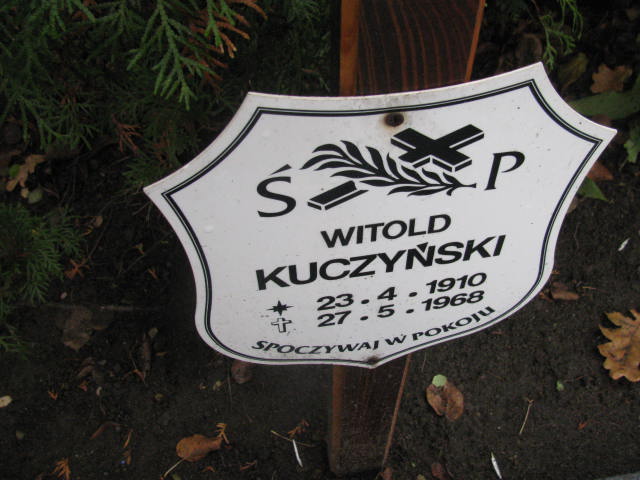 Ś P
WITOLD
KUCZYŃSKI
23.4.1910
27.5.1968
SPOCZYWAJ W POKOJU